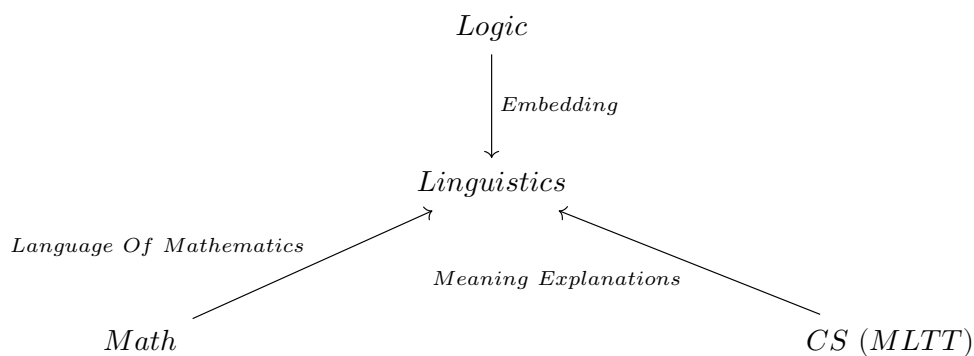 Logic
Embedding
Linguistics
Language Of Mathematics
Meaning Explanations
Math
CS (MLTT)